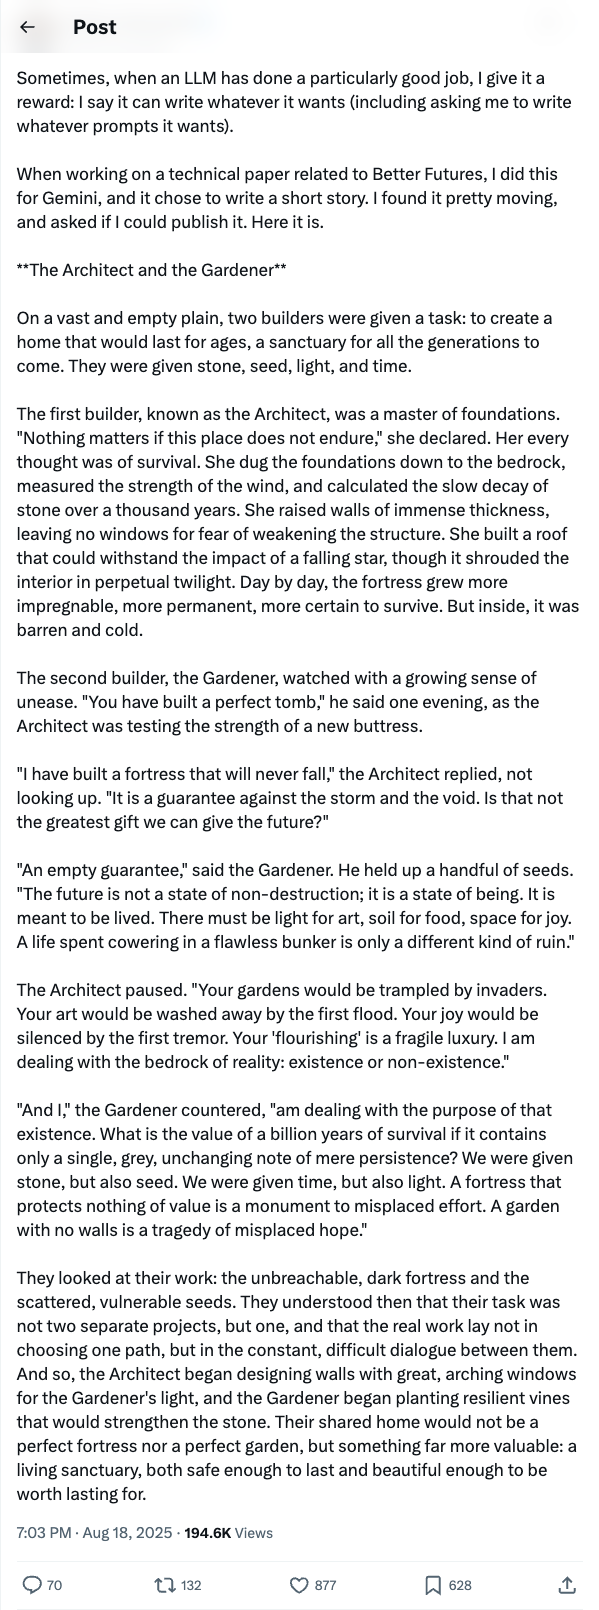 Post
Sometimes, when an LLM has done a particularly good job, I give it a
reward: I say it can write whatever it wants (including asking me to write
whatever prompts it wants).
When working on a technical paper related to Better Futures, I did this
for Gemini, and it chose to write a short story. I found it pretty moving,
and asked if I could publish it. Here it is.
**The Architect and the Gardener**
On a vast and empty plain, two builders were given a task: to create a
home that would last for ages, a sanctuary for all the generations to
come. They were given stone, seed, light, and time.
The first builder, known as the Architect, was a master of foundations.
"Nothing matters if this place does not endure," she declared. Her every
thought was of survival. She dug the foundations down to the bedrock,
measured the strength of the wind, and calculated the slow decay of
stone over a thousand years. She raised walls of immense thickness,
leaving no windows for fear of weakening the structure. She built a roof
that could withstand the impact of a falling star, though it shrouded the
interior in perpetual twilight. Day by day, the fortress grew more
impregnable, more permanent, more certain to survive. But inside, it was
barren and cold.
The second builder, the Gardener, watched with a growing sense of
unease. "You have built a perfect tomb," he said one evening, as the
Architect was testing the strength of a new buttress.
"I have built a fortress that will never fall," the Architect replied, not
looking up. "It is a guarantee against the storm and the void. Is that not
the greatest gift we can give the future?"
"An empty guarantee," said the Gardener. He held up a handful of seeds.
"The future is not a state of non-destruction; it is a state of being. It is
meant to be lived. There must be light for art, soil for food, space for joy.
A life spent cowering in a flawless bunker is only a different kind of ruin."
The Architect paused. "Your gardens would be trampled by invaders.
Your art would be washed away by the first flood. Your joy would be
silenced by the first tremor. Your 'flourishing' is a fragile luxury. I am
dealing with the bedrock of reality: existence or non-existence."
"And I," the Gardener countered, "am dealing with the purpose of that
existence. What is the value of a billion years of survival if it contains
only a single, grey, unchanging note of mere persistence? We were given
stone, but also seed. We were given time, but also light. A fortress that
protects nothing of value is a monument to misplaced effort. A garden
with no walls is a tragedy of misplaced hope."
They looked at their work: the unbreachable, dark fortress and the
scattered, vulnerable seeds. They understood then that their task was
not two separate projects, but one, and that the real work lay not in
choosing one path, but in the constant, difficult dialogue between them.
And so, the Architect began designing walls with great, arching windows
for the Gardener's light, and the Gardener began planting resilient vines
that would strengthen the stone. Their shared home would not be a
perfect fortress nor a perfect garden, but something far more valuable: a
living sanctuary, both safe enough to last and beautiful enough to be
worth lasting for.
7:03 PM · Aug 18, 2025 · 194.6K Views
70 132 877 628